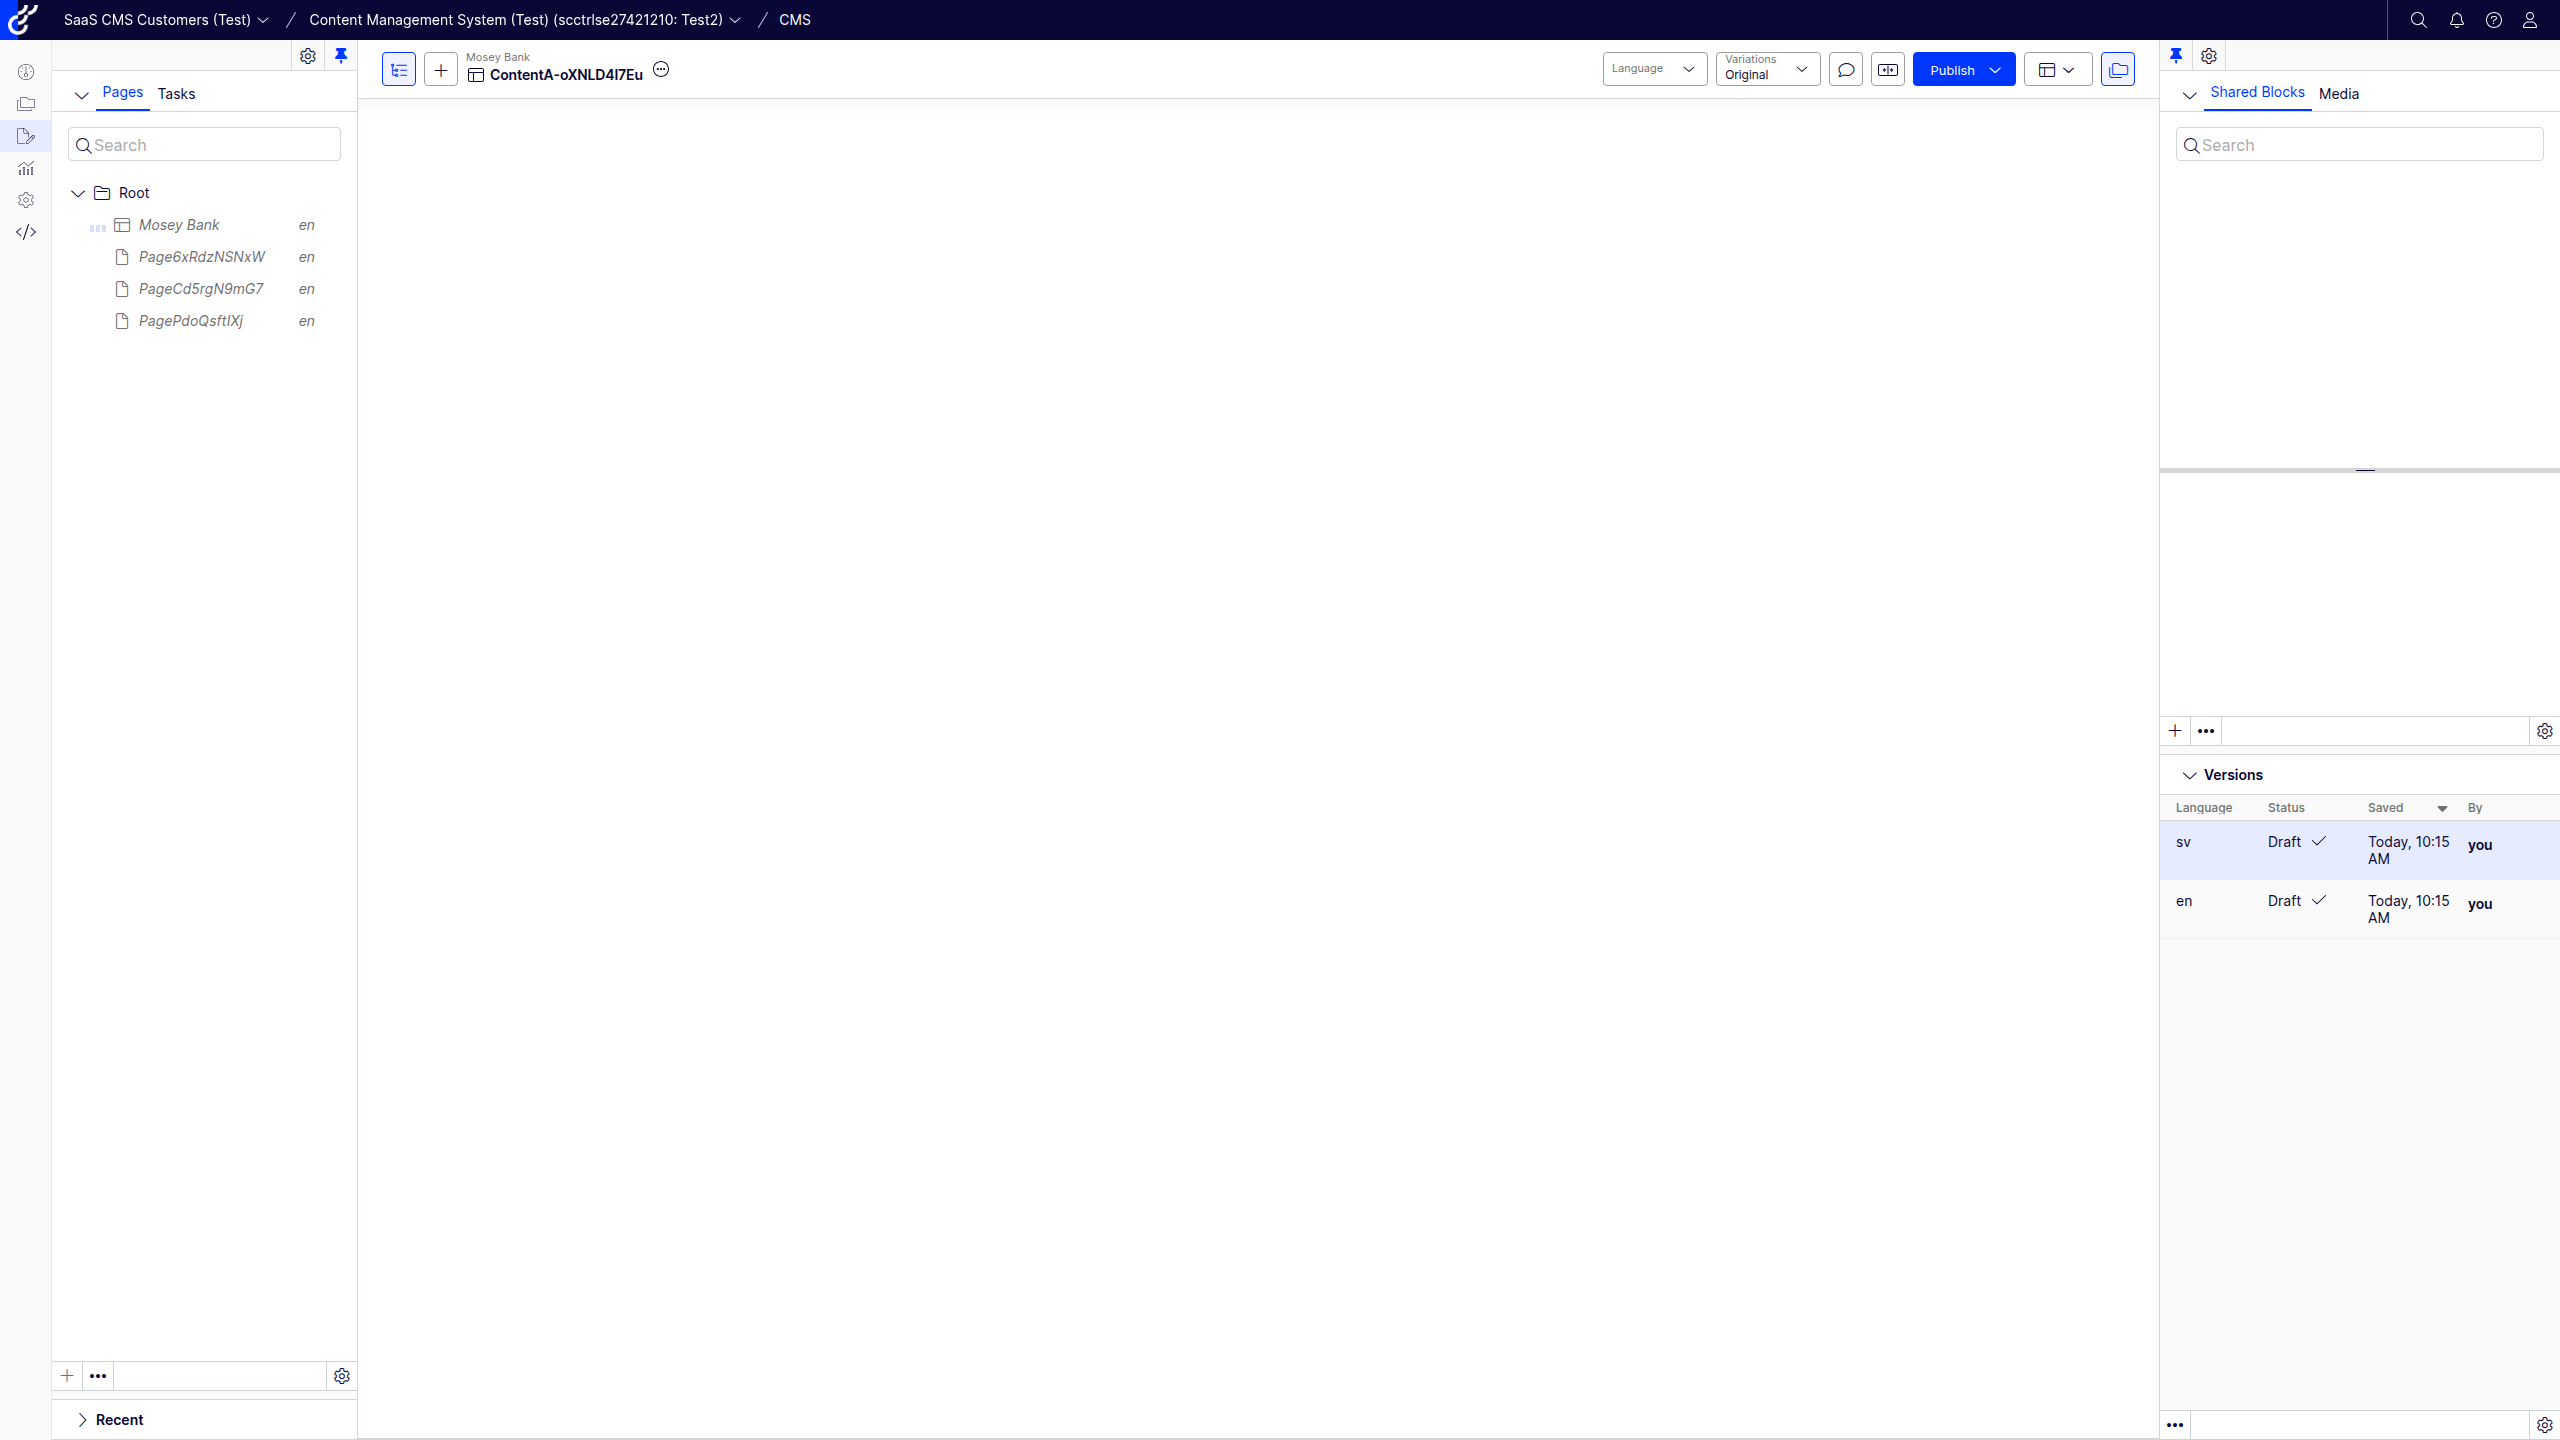 SaaS CMS Customers (Test) / Content Management System (Test) (scctrlse27421210: Test2) / CMS
Pages Tasks
Search
Root
Mosey Bank en
Page6xRdzNSNxW en
PageCd5rgN9mG7 en
PagePdoQsftIXj en
Recent
Mosey Bank
ContentA-oXNLD4I7Eu
Language
Variations
Original
Publish
Shared Blocks Media
Search
Versions
Language Status Saved By
sv Draft Today, 10:15 AM you
en Draft Today, 10:15 AM you